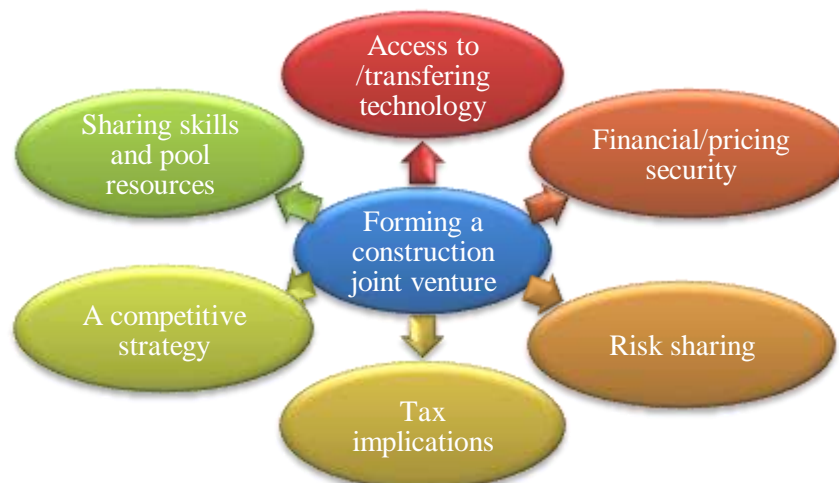 Access to
/transfering
technology
Sharing skills
and pool
resources
Financial/pricing
security
Forming a
construction
joint venture
A competitive
strategy
Risk sharing
Tax
implications